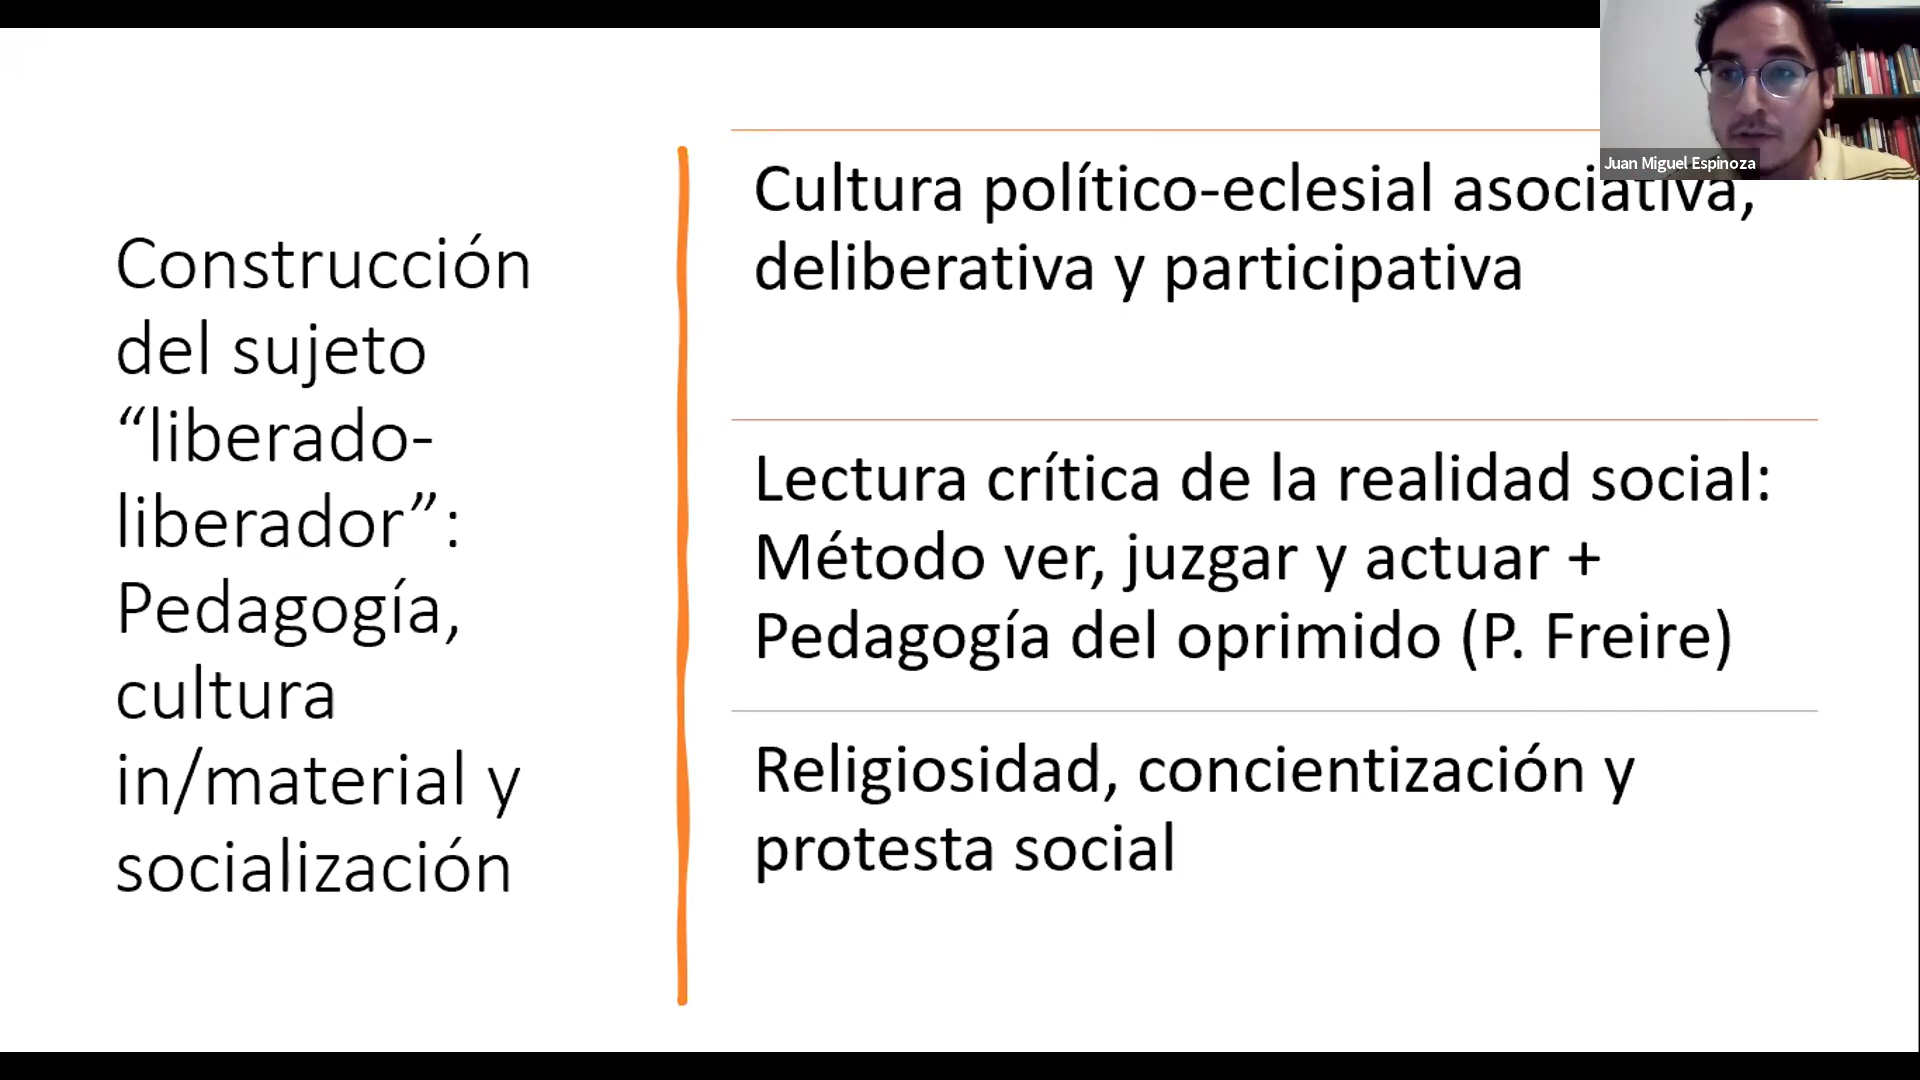 Construcción
del sujeto
“liberado-
liberador”:
Pedagogía,
cultura
in/material y
socialización
Cultura político-eclesial asociativa,
deliberativa y participativa
Lectura crítica de la realidad social:
Método ver, juzgar y actuar +
Pedagogía del oprimido (P. Freire)
Religiosidad, concientización y
protesta social
Juan Miguel Espinoza